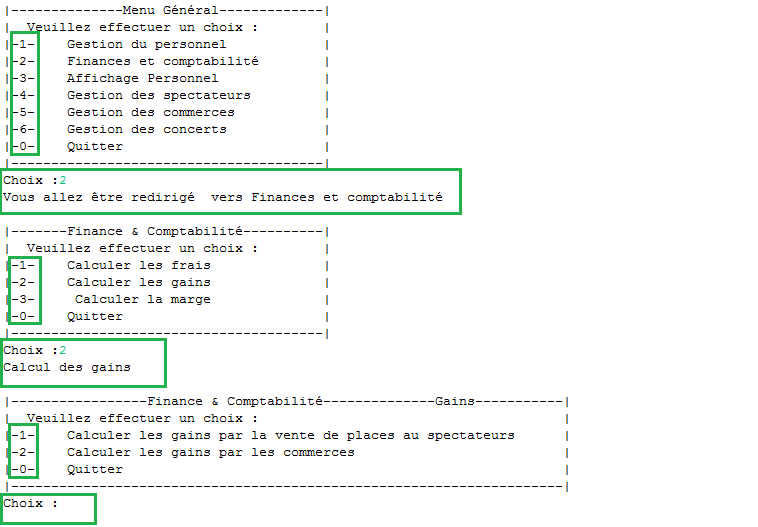 |--------------Menu Général-------------|
|  Veuillez effectuer un choix :        |
|-1-    Gestion du personnel            |
|-2-    Finances et comptabilité        |
|-3-    Affichage Personnel             |
|-4-    Gestion des spectateurs         |
|-5-    Gestion des commerces           |
|-6-    Gestion des concerts            |
|-0-    Quitter                         |
|---------------------------------------|
Choix :2
Vous allez être redirigé  vers Finances et comptabilité
|-------Finance & Comptabilité----------|
|  Veuillez effectuer un choix :        |
|-1-    Calculer les frais              |
|-2-    Calculer les gains              |
|-3-     Calculer la marge              |
|-0-    Quitter                         |
|---------------------------------------|
Choix :2
Calcul des gains
|-----------------Finance & Comptabilité--------------Gains-----------|
|  Veuillez effectuer un choix :                                      |
|-1-    Calculer les gains par la vente de places au spectateurs      |
|-2-    Calculer les gains par les commerces                          |
|-0-    Quitter                                                       |
|---------------------------------------------------------------------|
Choix :